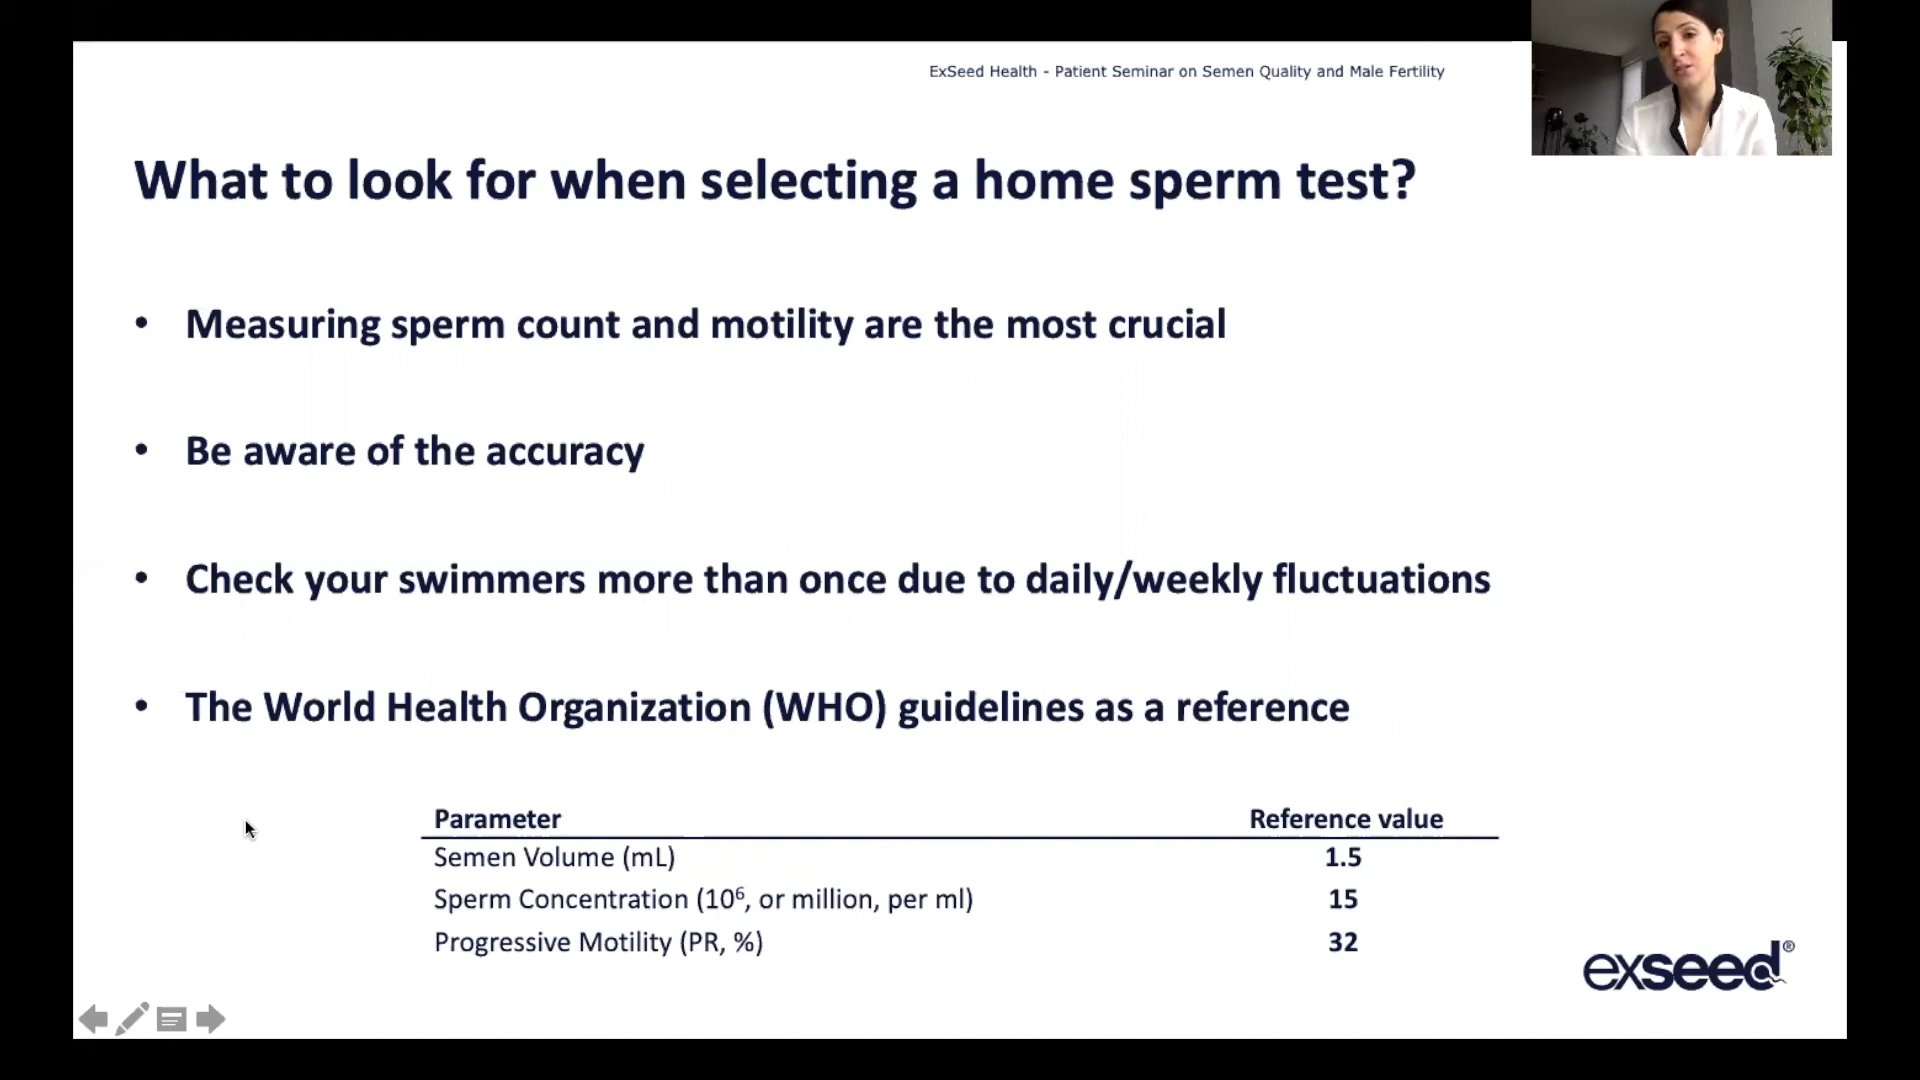 ExSeed Health - Patient Seminar on Semen Quality and Male Fertility
What to look for when selecting a home sperm test?
• Measuring sperm count and motility are the most crucial
• Be aware of the accuracy
• Check your swimmers more than once due to daily/weekly fluctuations
• The World Health Organization (WHO) guidelines as a reference
Parameter Reference value
Semen Volume (mL) 1.5
Sperm Concentration (10⁶, or million, per ml) 15
Progressive Motility (PR, %) 32
exseed®